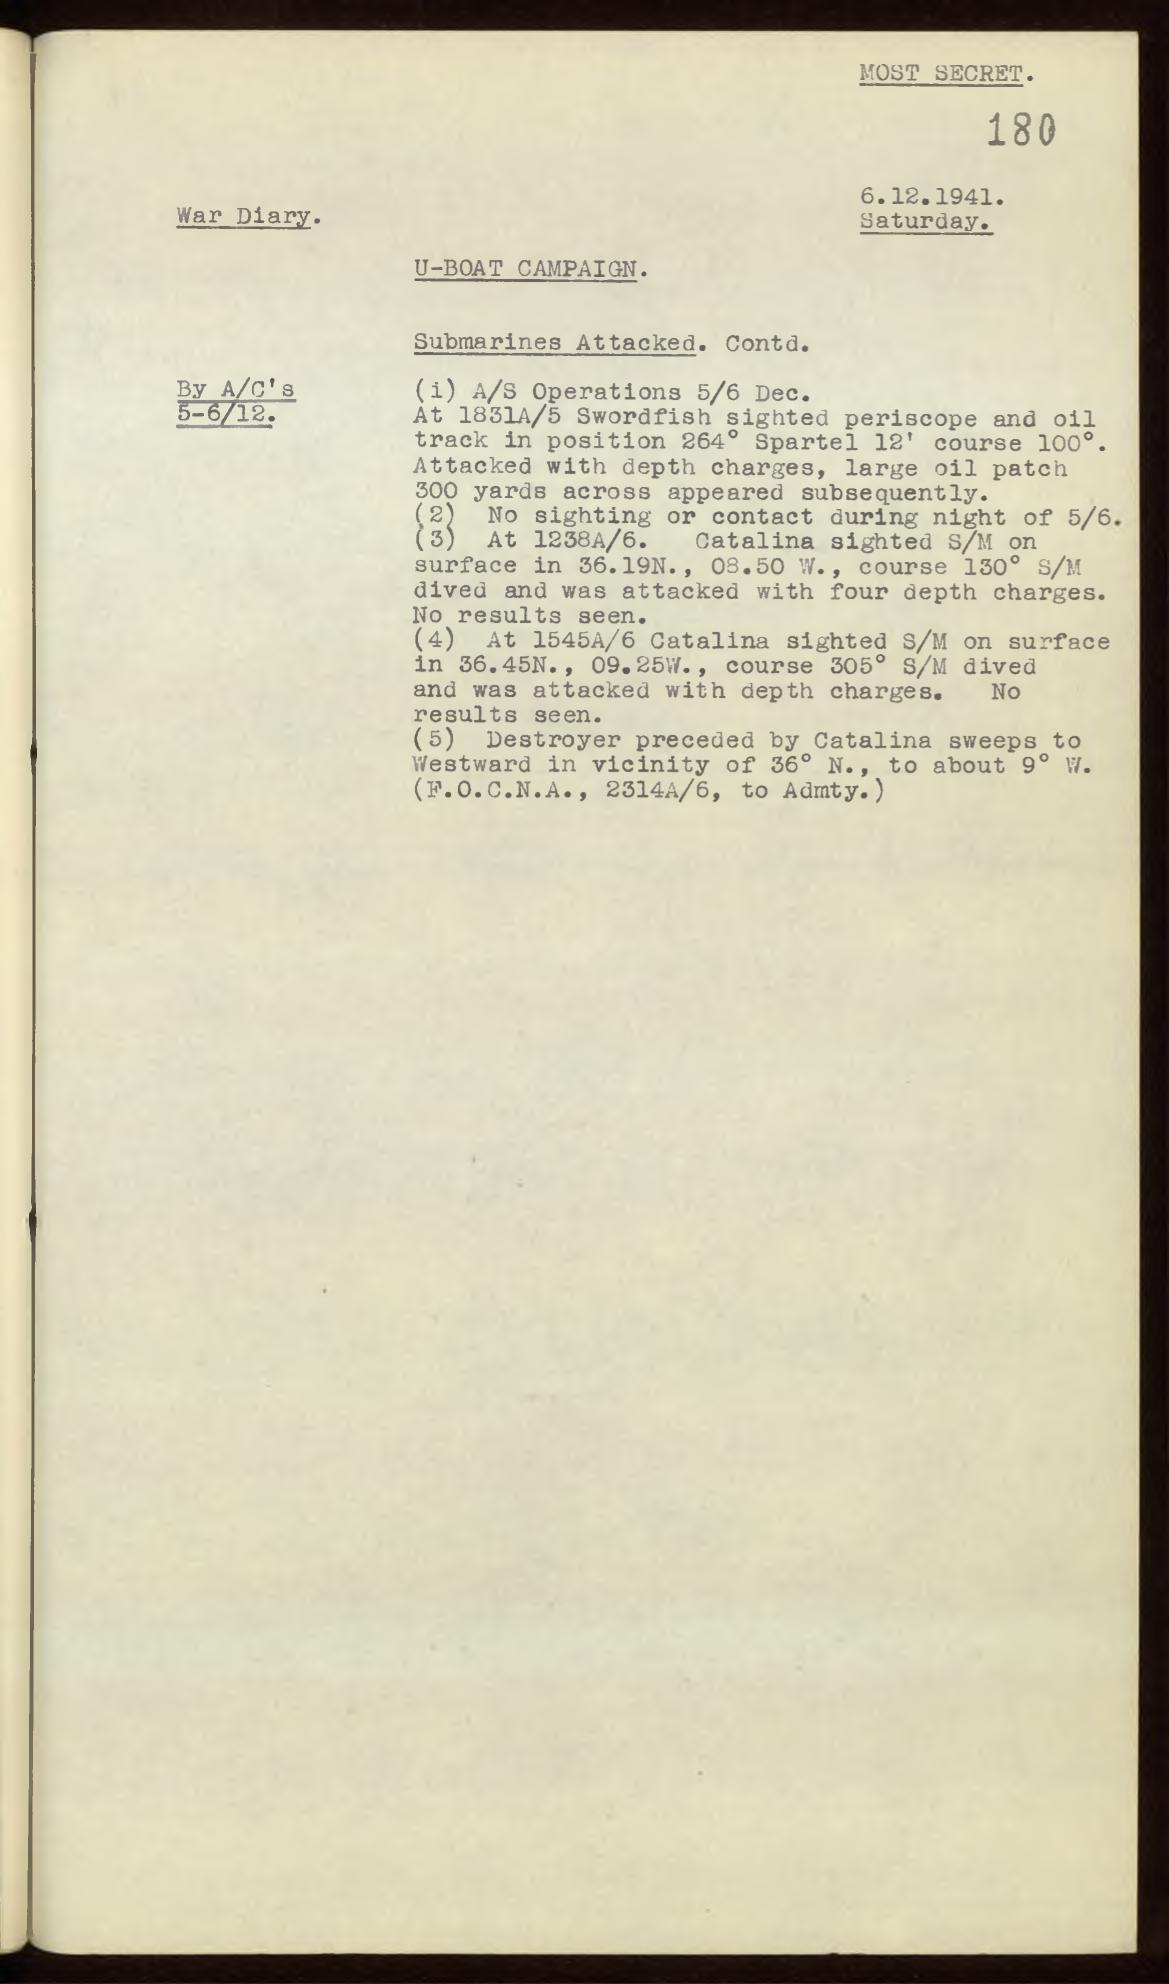 MOST SECRET.
180
6.12.1941.
War Diary.
Saturday.
U-BOAT CAMPAIGN.
Submarines Attacked. Contd.
By A/C's
5-6/12.
(i) A/S Operations 5/6 Dec.
At 1831A/5 Swordfish sighted periscope and oil
track in position 264° Spartel 12' course 100°.
Attacked with depth charges, large oil patch
300 yards across appeared subsequently.
(2) No sighting or contact during night of 5/6.
(3) At 1238A/6. Catalina sighted S/M on
surface in 36.19N., 08.50 W., course 130° S/M
dived and was attacked with four depth charges.
No results seen.
(4) At 1545A/6 Catalina sighted S/M on surface
in 36.45N., 09.25W., course 305° S/M dived
and was attacked with depth charges. No
results seen.
(5) Destroyer preceded by Catalina sweeps to
Westward in vicinity of 36° N., to about 9° W.
(F.O.C.N.A., 2314A/6, to Admty.)